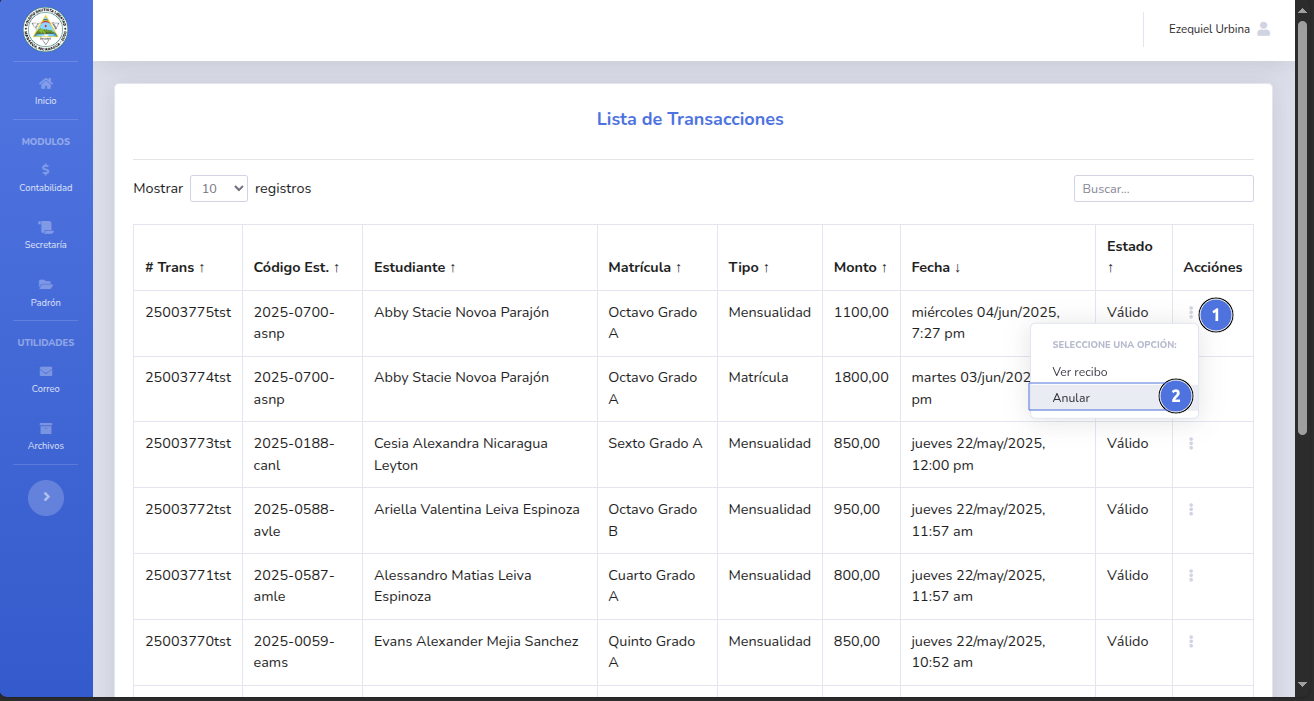 Ezequiel Urbina
Inicio
MODULOS
Contabilidad
Secretaría
Padrón
UTILIDADES
Correo
Archivos
Lista de Transacciones
Mostrar 10 registros
Buscar...
# Trans ↑ Código Est. ↑ Estudiante ↑ Matrícula ↑ Tipo ↑ Monto ↑ Fecha ↓ Estado ↑ Acciónes
25003775tst 2025-0700- Abby Stacie Novoa Parajón Octavo Grado Mensualidad 1100,00 miércoles 04/jun/2025, Válido 1
asnp A 7:27 pm
SELECCIONE UNA OPCIÓN:
Ver recibo
Anular 2
25003774tst 2025-0700- Abby Stacie Novoa Parajón Octavo Grado Matrícula 1800,00 martes 03/jun/202
asnp A pm
25003773tst 2025-0188- Cesia Alexandra Nicaragua Sexto Grado A Mensualidad 850,00 jueves 22/may/2025, Válido
canl Leyton 12:00 pm
25003772tst 2025-0588- Ariella Valentina Leiva Espinoza Octavo Grado Mensualidad 950,00 jueves 22/may/2025, Válido
avle B 11:57 am
25003771tst 2025-0587- Alessandro Matias Leiva Cuarto Grado Mensualidad 800,00 jueves 22/may/2025, Válido
amle Espinoza A 11:57 am
25003770tst 2025-0059- Evans Alexander Mejia Sanchez Quinto Grado Mensualidad 850,00 jueves 22/may/2025, Válido
eams A 10:52 am